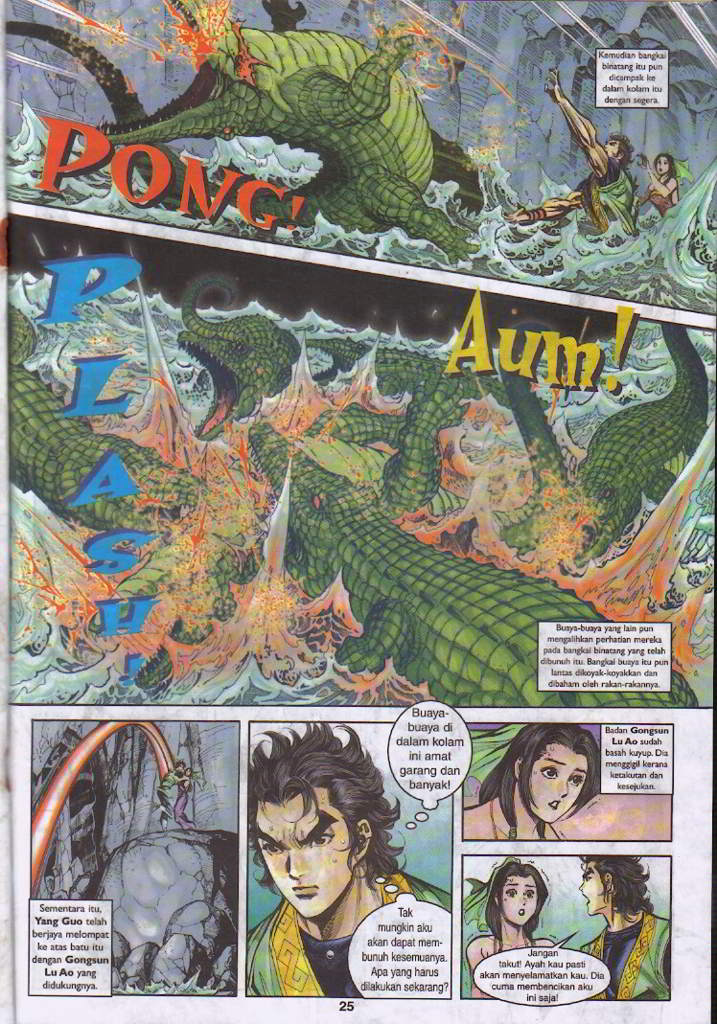 Kemudian bangkai
binatang itu pun
dicampak ke
dalam kolam itu
dengan segera.
PONG!
PLASH!
AUM!
Buaya-buaya yang lain pun
mengalihkan perhatian mereka
pada bangkai binatang yang telah
dibunuh itu. Bangkai buaya itu pun
lantas dikoyak-koyakkan dan
dibaham oleh rakan-rakannya.
Sementara itu,
Yang Guo telah
berjaya melompat
ke atas batu itu
dengan Gongsun
Lu Ao yang
didukungnya.
Buaya-
buaya di
dalam kolam
ini amat
garang dan
banyak!
Tak
mungkin aku
akan dapat mem-
bunuh kesemuanya.
Apa yang harus
dilakukan sekarang?
Badan Gongsun
Lu Ao sudah
basah kuyup. Dia
menggigil kerana
ketakutan dan
kesejukan.
Jangan
takut! Ayah kau pasti
akan menyelamatkan kau. Dia
cuma membencikan aku
ini saja!
25